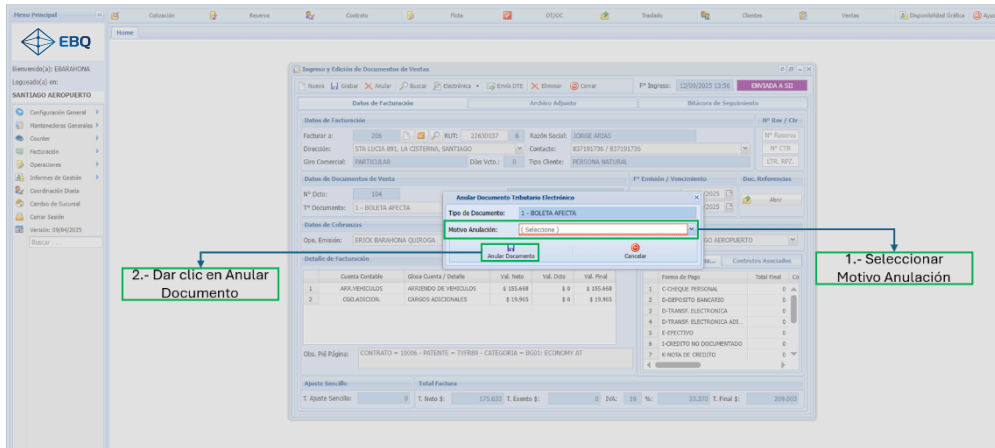 Menu Principal
Cotización Reserva Contrato Flota OT/OC Traslado Clientes Ventas Disponibilidad Gráfica
Home
EBQ
Bienvenido(a): EBARAHONA
Logueado(a) en:
SANTIAGO AEROPUERTO
Configuración General
Mantenedores Generales
Counter
Facturación
Operaciones
Informes de Gestión
Coordinación Diaria
Cambio de Sucursal
Cerrar Sesión
Versión: 09/04/2025
Buscar . . .
Ingreso y Edición de Documentos de Ventas
Nuevo Grabar Anular Buscar Electrónica Envío DTE Eliminar Cerrar Fº Ingreso: 12/08/2025 13:50 ENVIADA A SII
Datos de Facturación Archivo Adjunto Bitácora de Seguimiento
Datos de Facturación Nº Rsv / Ctr
Facturar a: 206 RUT: 22630337 6 Razón Social: JORGE ARIAS Nº Reserva
Dirección: STA LUCIA 891, LA CISTERNA, SANTIAGO Contacto: 837191736 / 837191736 Nº CTR
Giro Comercial: PARTICULAR Días Vcto.: 0 Tipo Cliente: PERSONA NATURAL LTR. RPZ.
Datos de Documentos de Venta Fº Emisión / Vencimiento Doc. Referencias
Nº Dcto: 104 /2025 Abrir
Tº Documento: 1 - BOLETA AFECTA /2025
Anular Documento Tributario Electrónico
Tipo de Documento: 1 - BOLETA AFECTA
Motivo Anulación: ( Seleccione )
Anular Documento Cancelar
Datos de Cobranzas
Ops. Emisión: ERICK BARAHONA QUIROGA GO AEROPUERTO
Detalle de Facturación Contratos Asociados
Cuenta Contable Glosa Cuenta / Detalle Val. Neto Val. Dcto Val. Final
1 ARR.VEHICULOS ARRIENDO DE VEHICULOS $ 155.668 $ 0 $ 155.668
2 CGO.ADICION. CARGOS ADICIONALES $ 19.965 $ 0 $ 19.965
Forma de Pago Total Final
1 C-CHEQUE PERSONAL 0
2 D-DEPOSITO BANCARIO 0
3 D-TRANSF. ELECTRONICA 0
4 D-TRANSF. ELECTRONICA ADI... 0
5 E-EFECTIVO 0
6 I-CREDITO NO DOCUMENTADO 0
7 K-NOTA DE CREDITO 0
Obs. Pié Página: CONTRATO = 10006 - PATENTE = TYFR89 - CATEGORIA = BG01: ECONOMY AT
Ajuste Sencillo Total Factura
T. Ajuste Sencillo: 0 T. Neto $: 175.633 T. Exento $: 0 IVA: 19 %: 33.370 T. Final $: 209.003
2.- Dar clic en Anular
Documento
1.- Seleccionar
Motivo Anulación